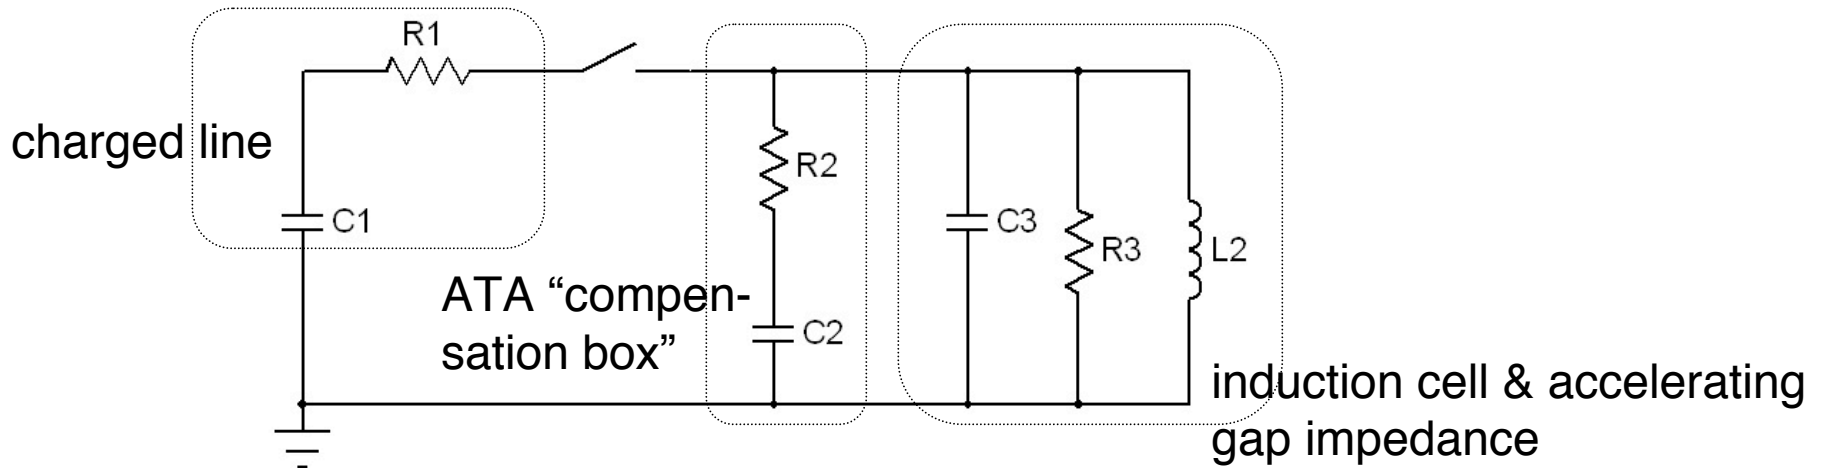 R1
charged line
C1
R2
ATA “compen-
sation box”
C2
C3
R3
L2
induction cell & accelerating
gap impedance